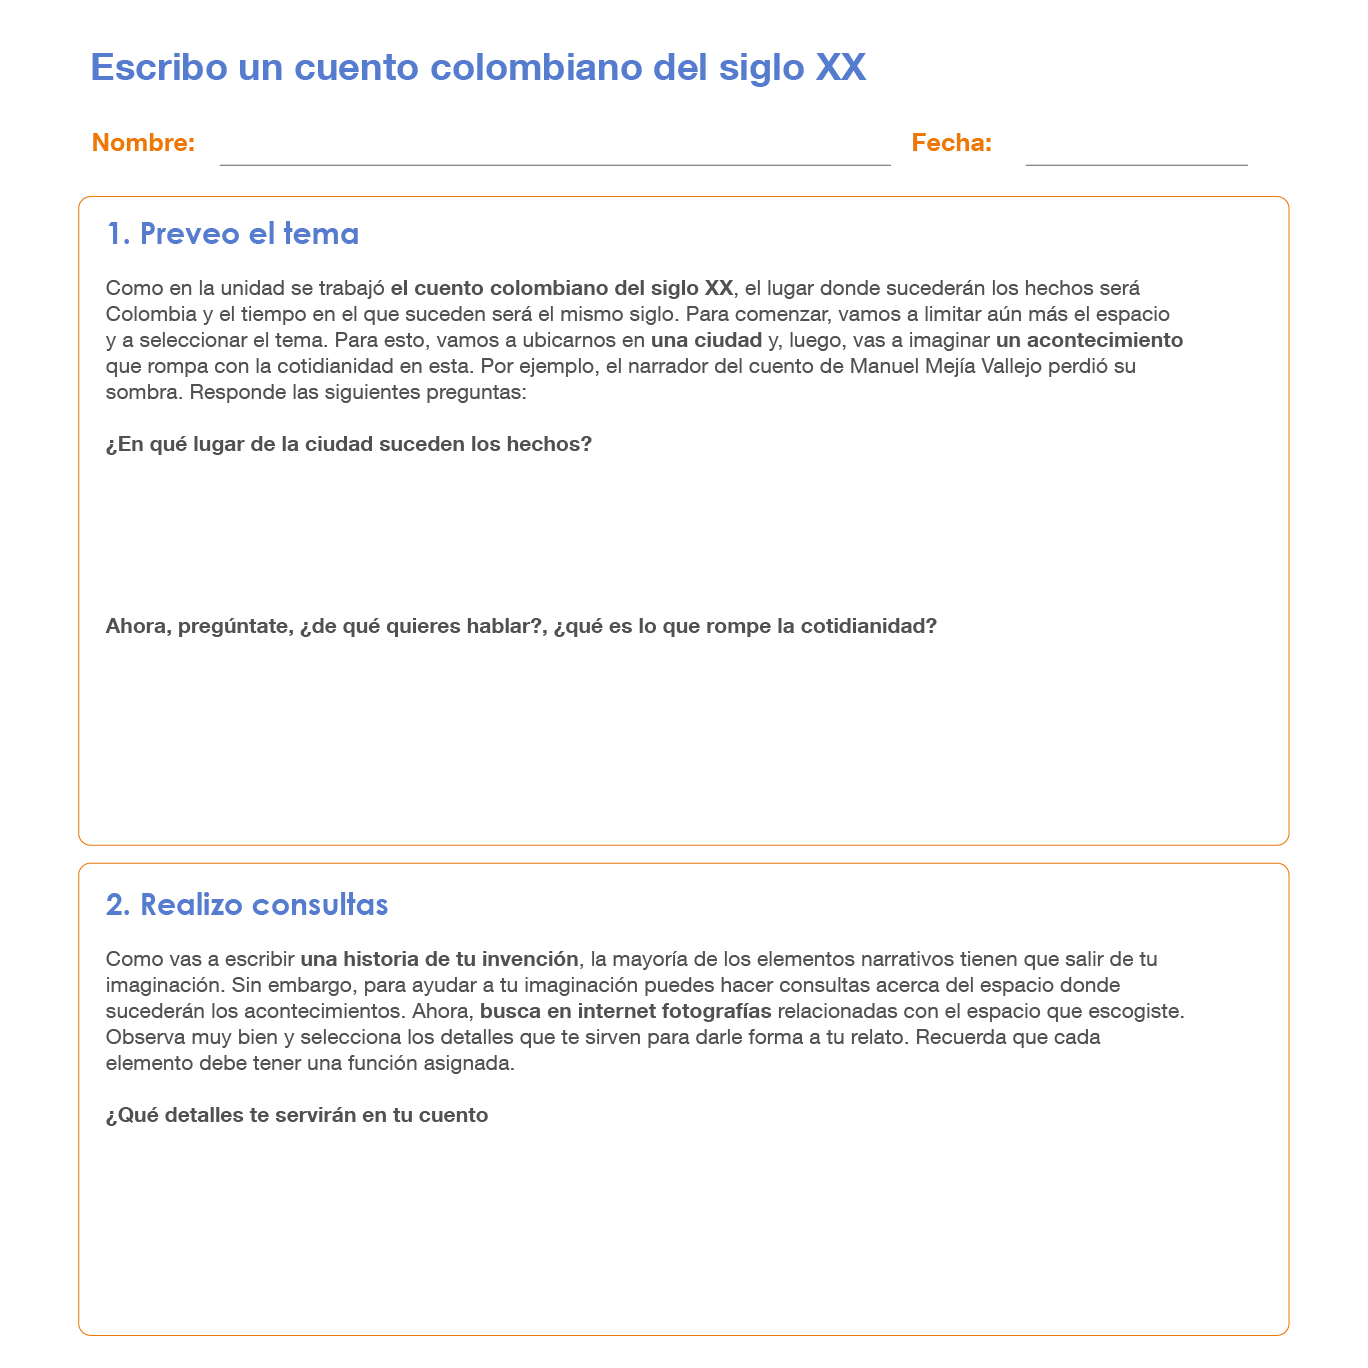 Escribo un cuento colombiano del siglo XX
Nombre: Fecha:
1. Preveo el tema
Como en la unidad se trabajó el cuento colombiano del siglo XX, el lugar donde sucederán los hechos será
Colombia y el tiempo en el que suceden será el mismo siglo. Para comenzar, vamos a limitar aún más el espacio
y a seleccionar el tema. Para esto, vamos a ubicarnos en una ciudad y, luego, vas a imaginar un acontecimiento
que rompa con la cotidianidad en esta. Por ejemplo, el narrador del cuento de Manuel Mejía Vallejo perdió su
sombra. Responde las siguientes preguntas:
¿En qué lugar de la ciudad suceden los hechos?
Ahora, pregúntate, ¿de qué quieres hablar?, ¿qué es lo que rompe la cotidianidad?
2. Realizo consultas
Como vas a escribir una historia de tu invención, la mayoría de los elementos narrativos tienen que salir de tu
imaginación. Sin embargo, para ayudar a tu imaginación puedes hacer consultas acerca del espacio donde
sucederán los acontecimientos. Ahora, busca en internet fotografías relacionadas con el espacio que escogiste.
Observa muy bien y selecciona los detalles que te sirven para darle forma a tu relato. Recuerda que cada
elemento debe tener una función asignada.
¿Qué detalles te servirán en tu cuento